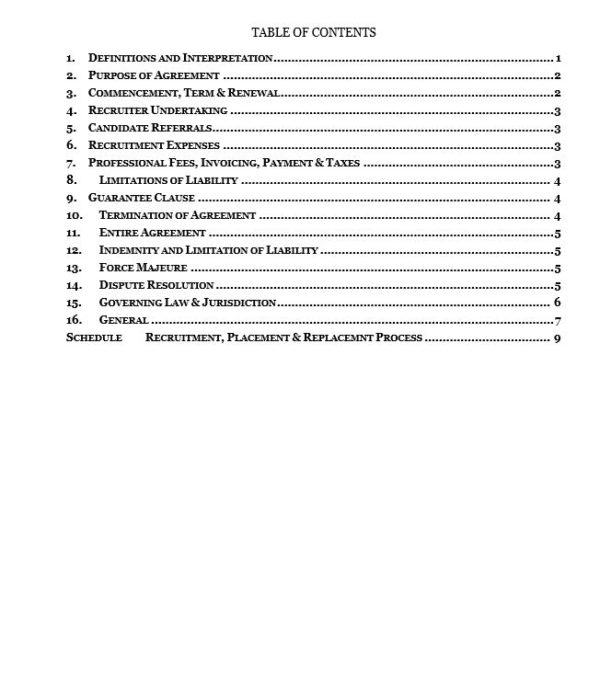 TABLE OF CONTENTS
1. DEFINITIONS AND INTERPRETATION 1
2. PURPOSE OF AGREEMENT 2
3. COMMENCEMENT, TERM & RENEWAL 2
4. RECRUITER UNDERTAKING 3
5. CANDIDATE REFERRALS 3
6. RECRUITMENT EXPENSES 3
7. PROFESSIONAL FEES, INVOICING, PAYMENT & TAXES 3
8. LIMITATIONS OF LIABILITY 4
9. GUARANTEE CLAUSE 4
10. TERMINATION OF AGREEMENT 4
11. ENTIRE AGREEMENT 5
12. INDEMNITY AND LIMITATION OF LIABILITY 5
13. FORCE MAJEURE 5
14. DISPUTE RESOLUTION 5
15. GOVERNING LAW & JURISDICTION 6
16. GENERAL 7
SCHEDULE RECRUITMENT, PLACEMENT & REPLACEMNT PROCESS 9